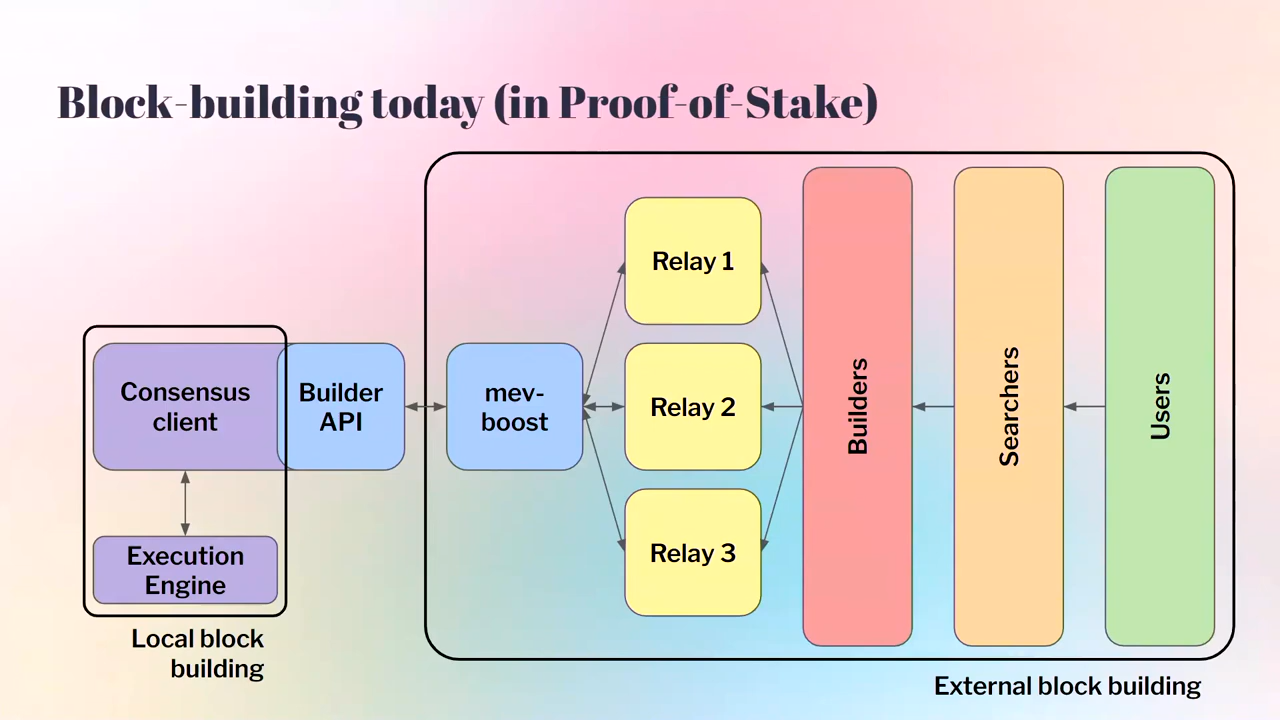 Block-building today (in Proof-of-Stake)
Consensus
client
Builder
API
mev-
boost
Relay 1
Relay 2
Relay 3
Builders
Searchers
Users
Execution
Engine
Local block
building
External block building